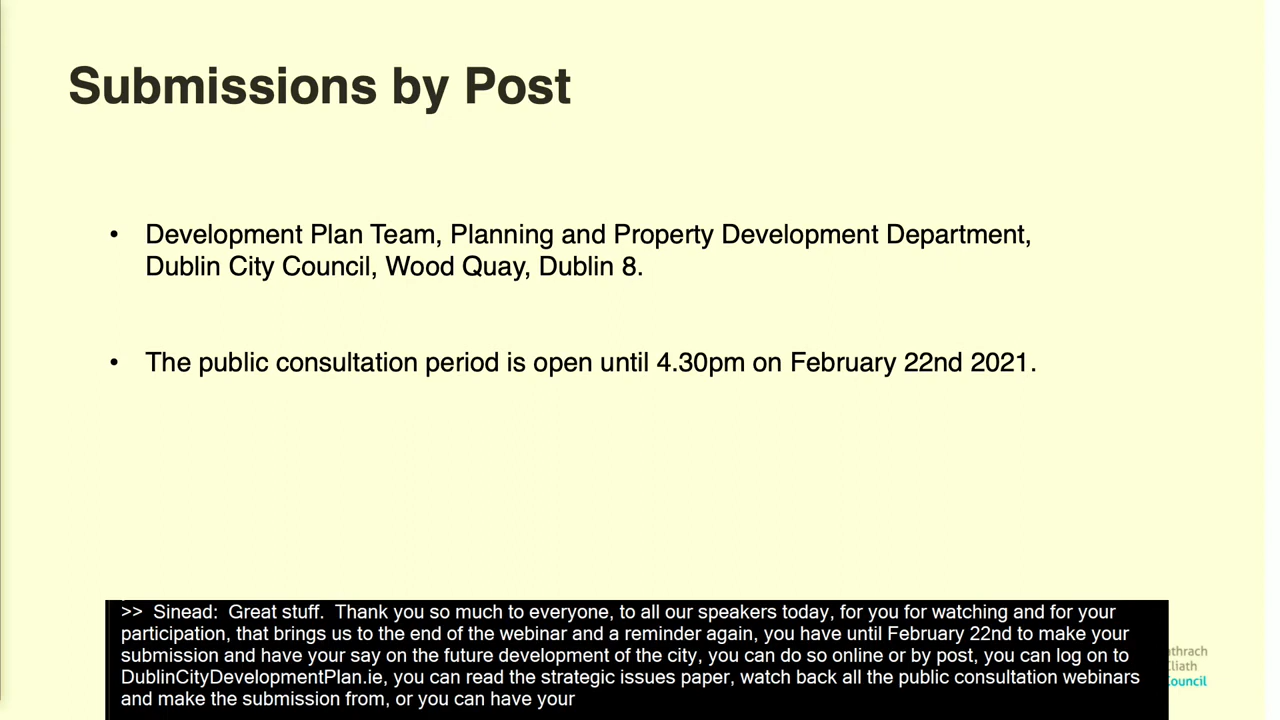 Submissions by Post
• Development Plan Team, Planning and Property Development Department,
Dublin City Council, Wood Quay, Dublin 8.
• The public consultation period is open until 4.30pm on February 22nd 2021.
>> Sinead: Great stuff. Thank you so much to everyone, to all our speakers today, for you for watching and for your
participation, that brings us to the end of the webinar and a reminder again, you have until February 22nd to make your
submission and have your say on the future development of the city, you can do so online or by post, you can log on to
DublinCityDevelopmentPlan.ie, you can read the strategic issues paper, watch back all the public consultation webinars
and make the submission from, or you can have your